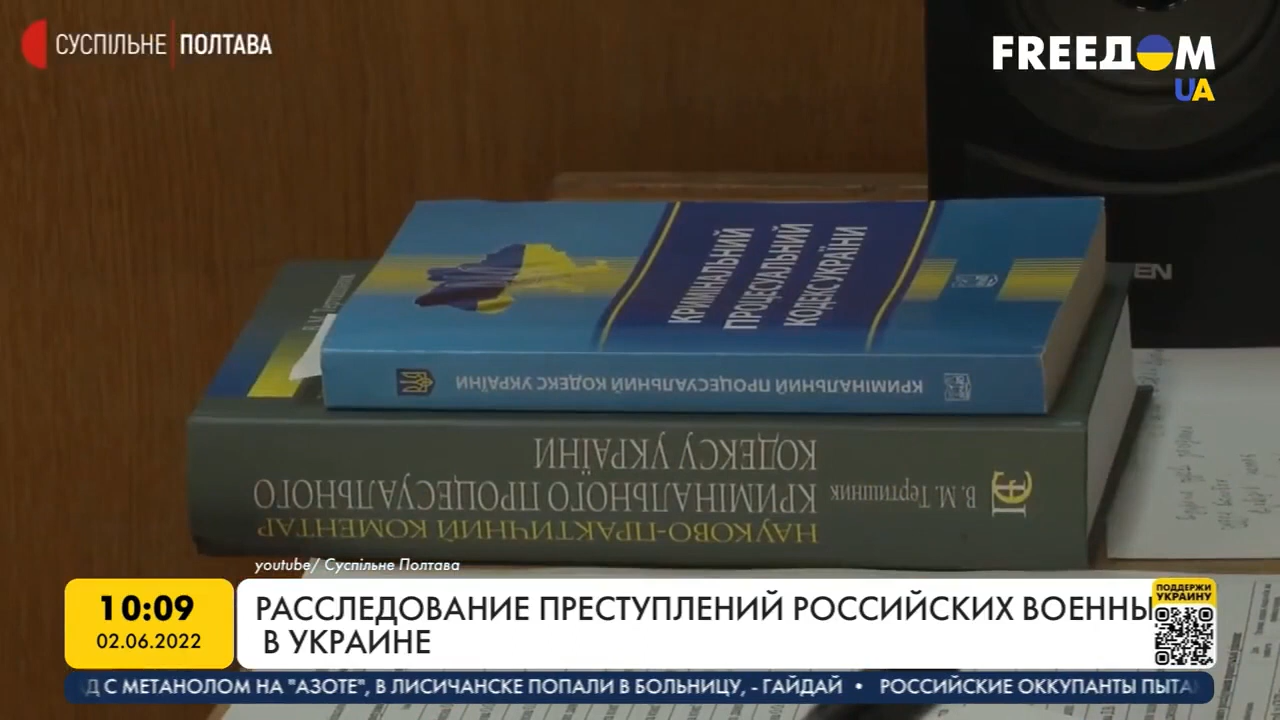 СУСПІЛЬНЕ ПОЛТАВА
FREEДОМ
UA
КРИМІНАЛЬНИЙ
ПРОЦЕСУАЛЬНИЙ
КОДЕКС УКРАЇНИ
КРИМІНАЛЬНИЙ ПРОЦЕСУАЛЬНИЙ КОДЕКС УКРАЇНИ
В. М. Тертишник
НАУКОВО-ПРАКТИЧНИЙ КОМЕНТАР
КРИМІНАЛЬНОГО ПРОЦЕСУАЛЬНОГО
КОДЕКСУ УКРАЇНИ
youtube/ Суспільне Полтава
10:09
02.06.2022
РАССЛЕДОВАНИЕ ПРЕСТУПЛЕНИЙ РОССИЙСКИХ ВОЕННЫ
В УКРАИНЕ
ПОДДЕРЖИ
УКРАИНУ
С МЕТАНОЛОМ НА "АЗОТЕ", В ЛИСИЧАНСКЕ ПОПАЛИ В БОЛЬНИЦУ, - ГАЙДАЙ • РОССИЙСКИЕ ОККУПАНТЫ ПЫТА